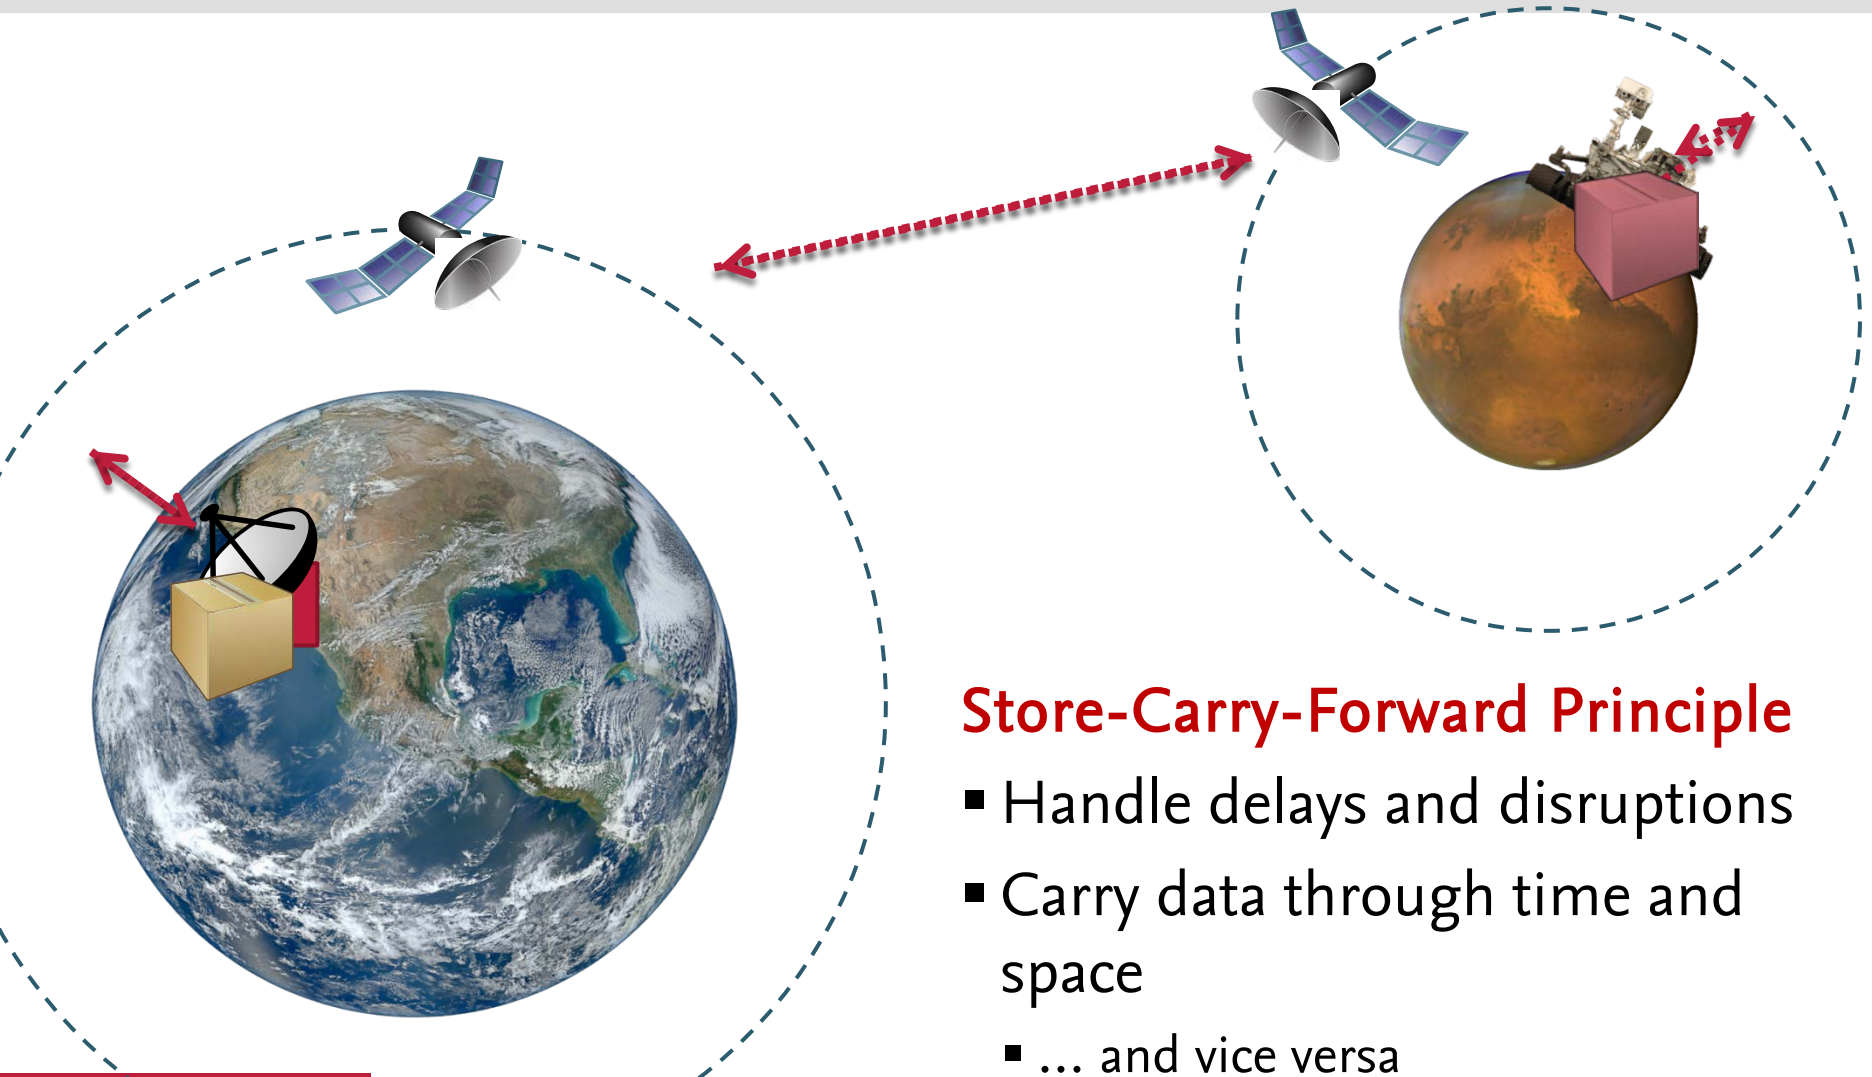 Store-Carry-Forward Principle
▪ Handle delays and disruptions
▪ Carry data through time and
space
▪ … and vice versa